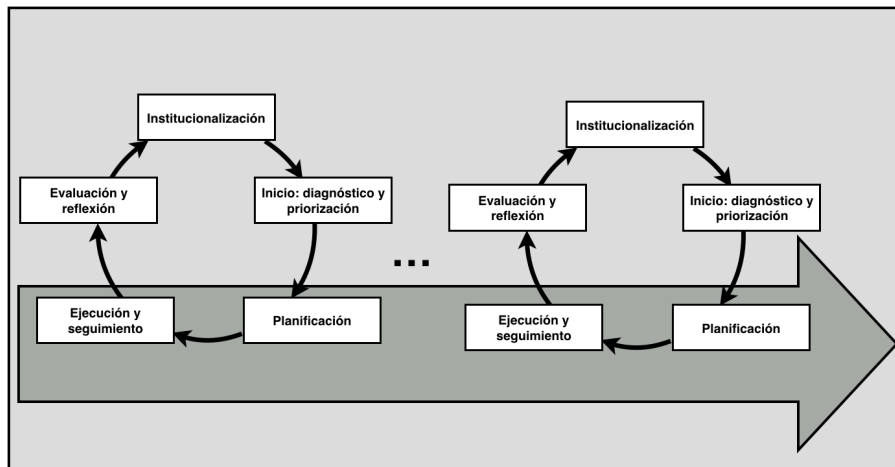 Institucionalización
Evaluación y
reflexión
Inicio: diagnóstico y
priorización
Ejecución y
seguimiento
Planificación
...
Institucionalización
Evaluación y
reflexión
Inicio: diagnóstico y
priorización
Ejecución y
seguimiento
Planificación